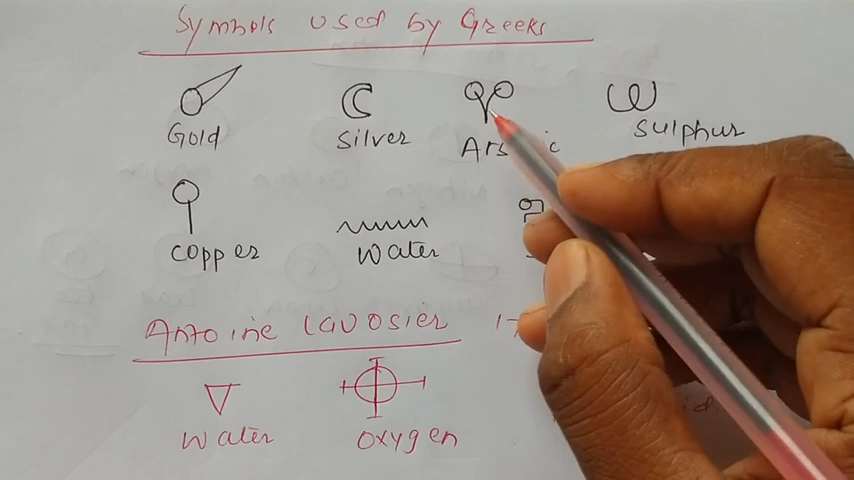 Symbols used by Greeks
Gold silver sulphur
copper water
Antoine Lavosier
water oxygen